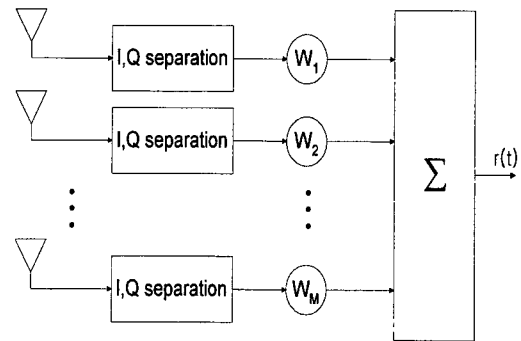 I,Q separation
W1
I,Q separation
W2
Σ
r(t)
I,Q separation
WM